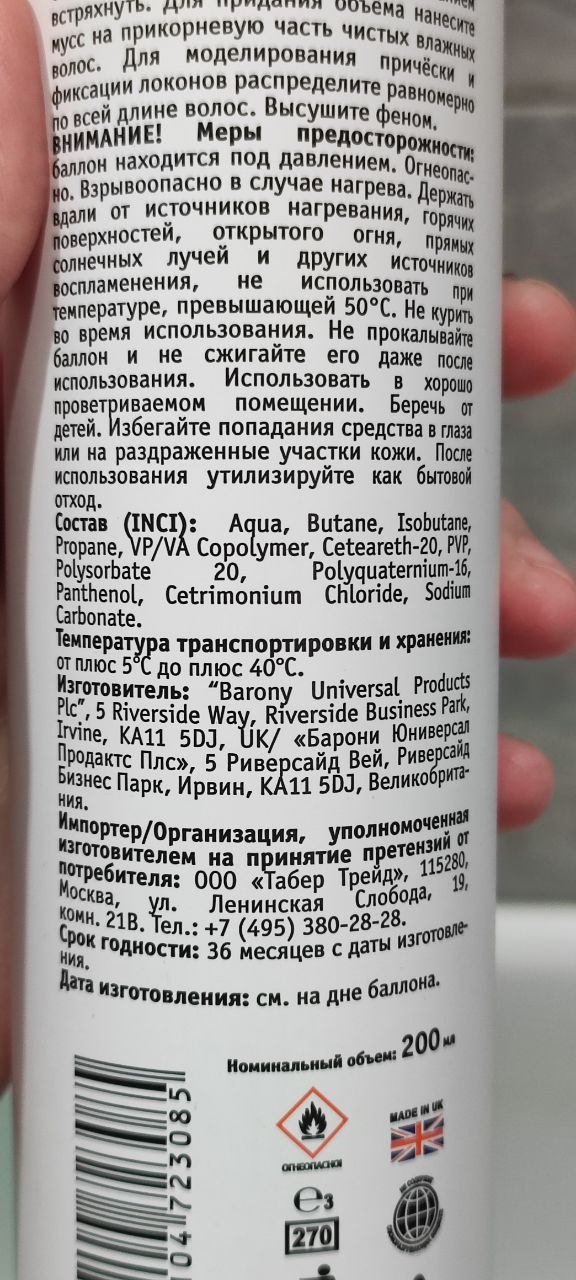 встряхнуть. Для придания объема нанесите
мусс на прикорневую часть чистых влажных
волос. Для моделирования причёски и
фиксации локонов распределите равномерно
по всей длине волос. Высушите феном.
ВНИМАНИЕ! Меры предосторожности:
баллон находится под давлением. Огнеопас-
но. Взрывоопасно в случае нагрева. Держать
вдали от источников нагревания, горячих
поверхностей, открытого огня, прямых
солнечных лучей и других источников
воспламенения, не использовать при
температуре, превышающей 50°C. Не курить
во время использования. Не прокалывайте
баллон и не сжигайте его даже после
использования. Использовать в хорошо
проветриваемом помещении. Беречь от
детей. Избегайте попадания средства в глаза
или на раздраженные участки кожи. После
использования утилизируйте как бытовой
отход.
Состав (INCI): Aqua, Butane, Isobutane,
Propane, VP/VA Copolymer, Ceteareth-20, PVP,
Polysorbate 20, Polyquaternium-16,
Panthenol, Cetrimonium Chloride, Sodium
Carbonate.
Температура транспортировки и хранения:
от плюс 5°C до плюс 40°C.
Изготовитель: “Barony Universal Products
Plc”, 5 Riverside Way, Riverside Business Park,
Irvine, KA11 5DJ, UK/ «Барони Юниверсал
Продактс Плс», 5 Риверсайд Вей, Риверсайд
Бизнес Парк, Ирвин, KA11 5DJ, Великобрита-
ния.
Импортер/Организация, уполномоченная
изготовителем на принятие претензий от
потребителя: ООО «Табер Трейд», 115280,
Москва, ул. Ленинская Слобода, 19,
комн. 21В. Тел.: +7 (495) 380-28-28.
Срок годности: 36 месяцев с даты изготовле-
ния.
Дата изготовления: см. на дне баллона.
Номинальный объем: 200 мл
MADE IN UK
ОГНЕОПАСНО!
e3
270
04723085